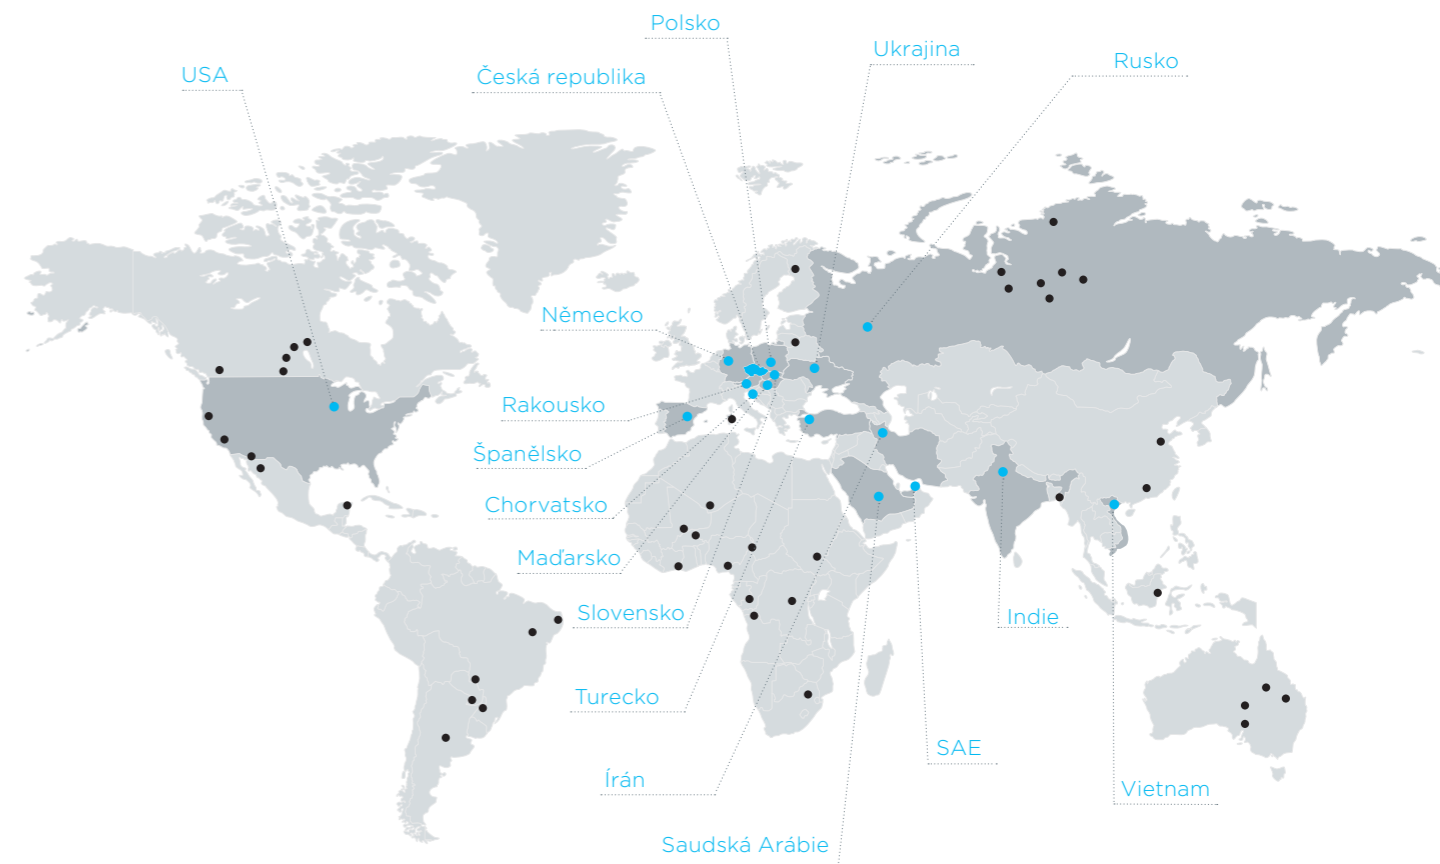 Polsko
Ukrajina
Rusko
USA
Česká republika
Německo
Rakousko
Španělsko
Chorvatsko
Maďarsko
Slovensko
Indie
Turecko
SAE
Írán
Vietnam
Saudská Arábie